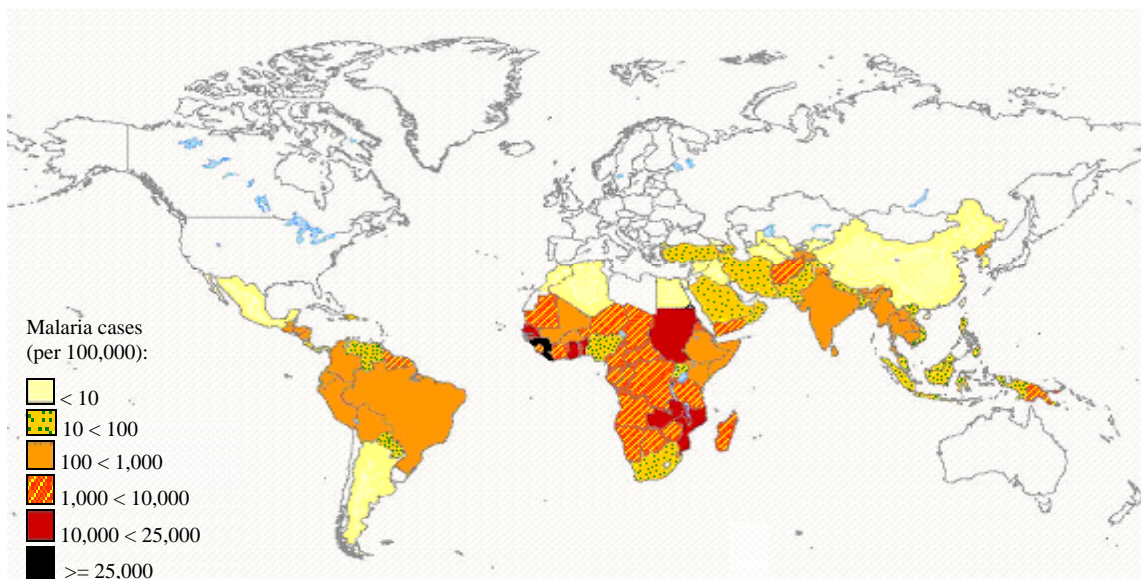 Malaria cases
(per 100,000):
< 10
10 < 100
100 < 1,000
1,000 < 10,000
10,000 < 25,000
>= 25,000